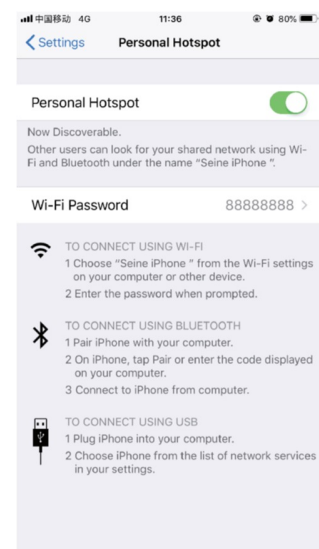 中国移动 4G 11:36 80%
Settings Personal Hotspot
Personal Hotspot
Now Discoverable.
Other users can look for your shared network using Wi-
Fi and Bluetooth under the name “Seine iPhone ”.
Wi-Fi Password 88888888
TO CONNECT USING WI-FI
1 Choose “Seine iPhone ” from the Wi-Fi settings
on your computer or other device.
2 Enter the password when prompted.
TO CONNECT USING BLUETOOTH
1 Pair iPhone with your computer.
2 On iPhone, tap Pair or enter the code displayed
on your computer.
3 Connect to iPhone from computer.
TO CONNECT USING USB
1 Plug iPhone into your computer.
2 Choose iPhone from the list of network services
in your settings.